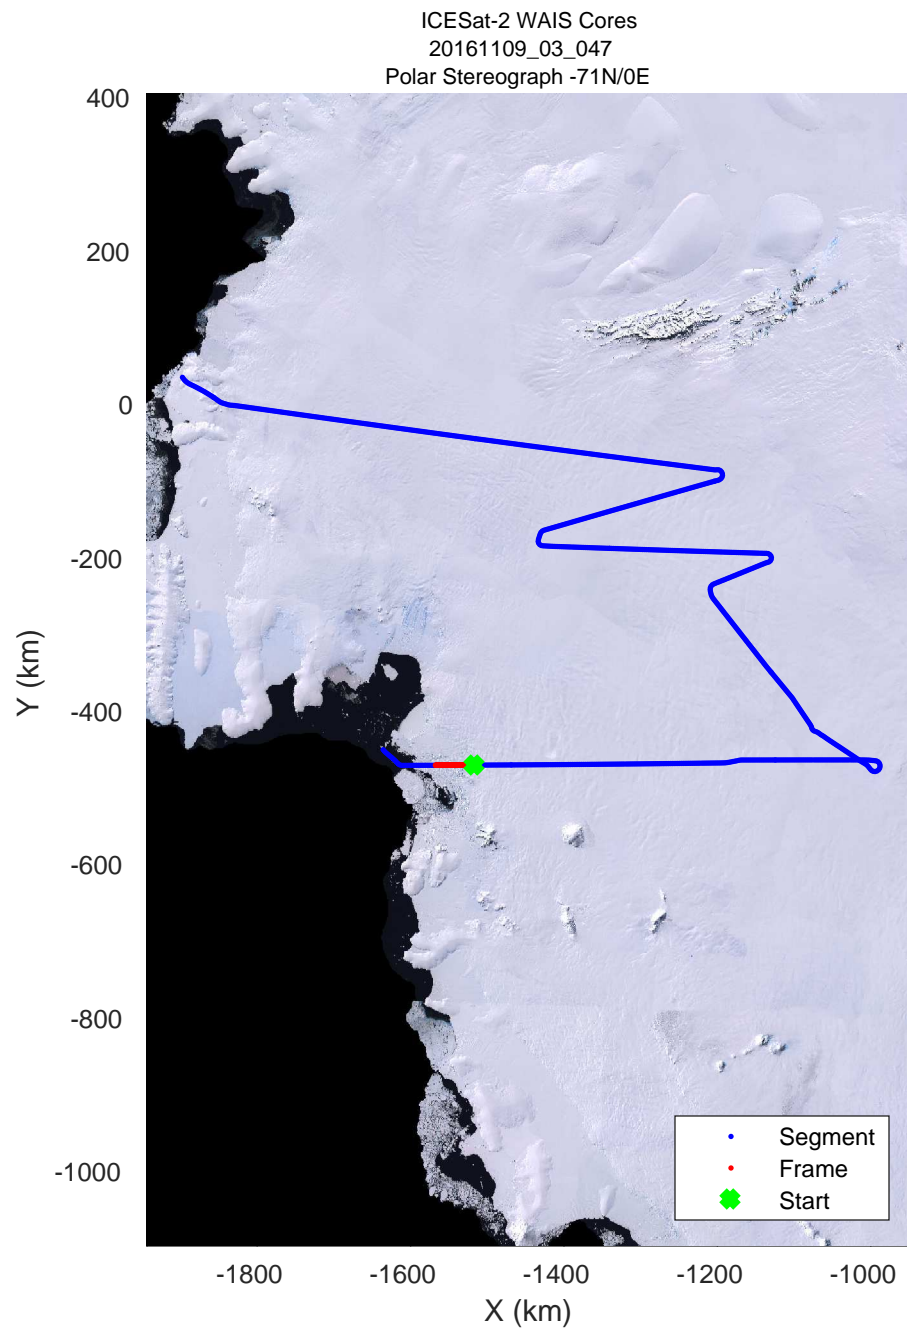 ICESat-2 WAIS Cores
20161109_03_047
Polar Stereograph -71N/0E
400
200
0
-200
-400
-600
-800
-1000
Y (km)
Segment
Frame
Start
-1800
-1600
-1400
-1200
-1000
X (km)